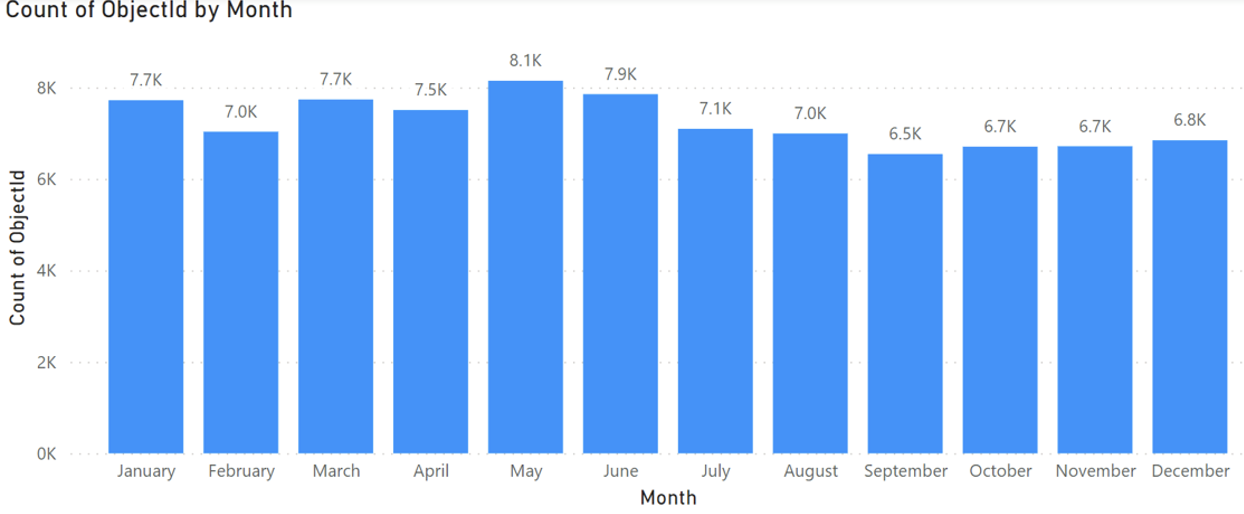 Count of ObjectId by Month
Count of ObjectId
8K
6K
4K
2K
0K
7.7K
7.0K
7.7K
7.5K
8.1K
7.9K
7.1K
7.0K
6.5K
6.7K
6.7K
6.8K
January February March April May June July August September October November December
Month